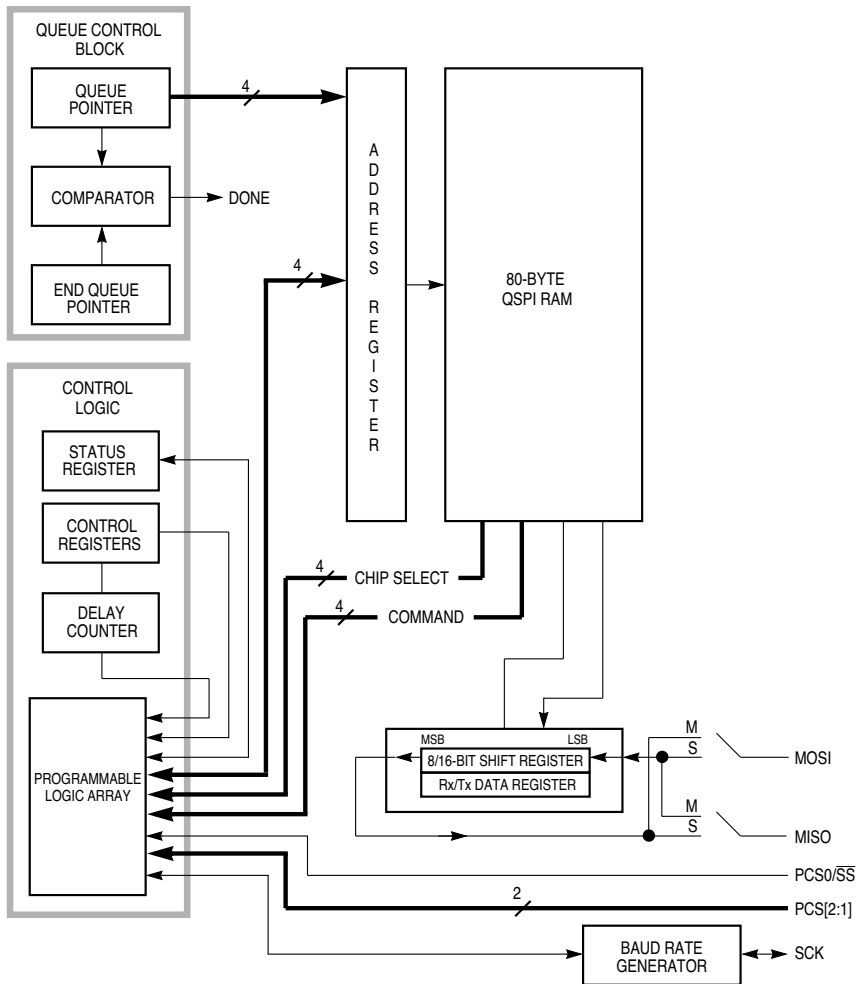 QUEUE CONTROL
BLOCK
QUEUE
POINTER
4
COMPARATOR
DONE
END QUEUE
POINTER
4
A
D
D
R
E
S
S
R
E
G
I
S
T
E
R
80-BYTE
QSPI RAM
CONTROL
LOGIC
STATUS
REGISTER
CONTROL
REGISTERS
DELAY
COUNTER
PROGRAMMABLE
LOGIC ARRAY
4
CHIP SELECT
4
COMMAND
MSB
LSB
8/16-BIT SHIFT REGISTER
Rx/Tx DATA REGISTER
M
S
MOSI
M
S
MISO
PCS0/S̅S̅
2
PCS[2:1]
BAUD RATE
GENERATOR
SCK